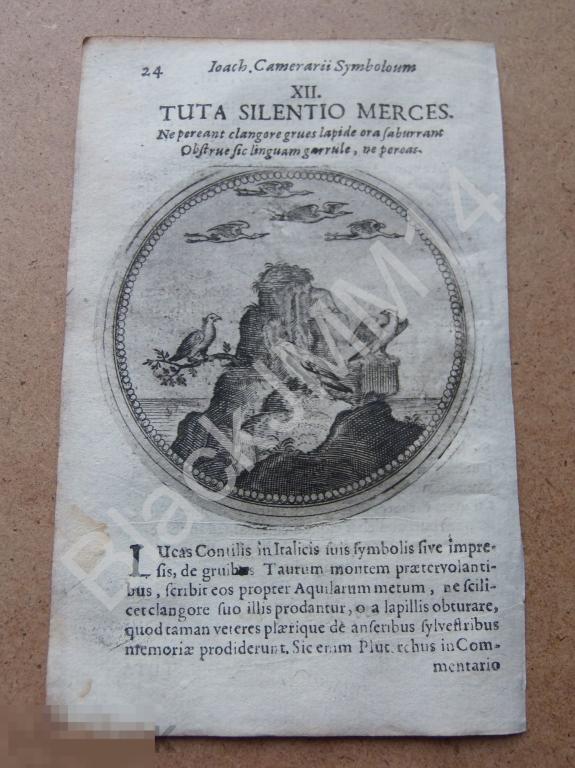 24 Ioach. Camerarii Symboloum
XII.
TUTA SILENTIO MERCES.
Ne pereant clangore grues lapide ora saburrant
Obstrue sic linguam garrule, ne pereas.
LUcas Contilis in Italicis suis symbolis sive impre-
sis, de gruibus Taurum montem prætervolanti-
bus, scribit eos propter Aquilarum metum, ne scili-
cet clangore suo illis prodantur, o a lapillis obturare,
quod taman veteres plærique de anseribus sylvestribus
memoriæ prodiderunt. Sic enim Plut. in Com-
mentario
BlackJMM14